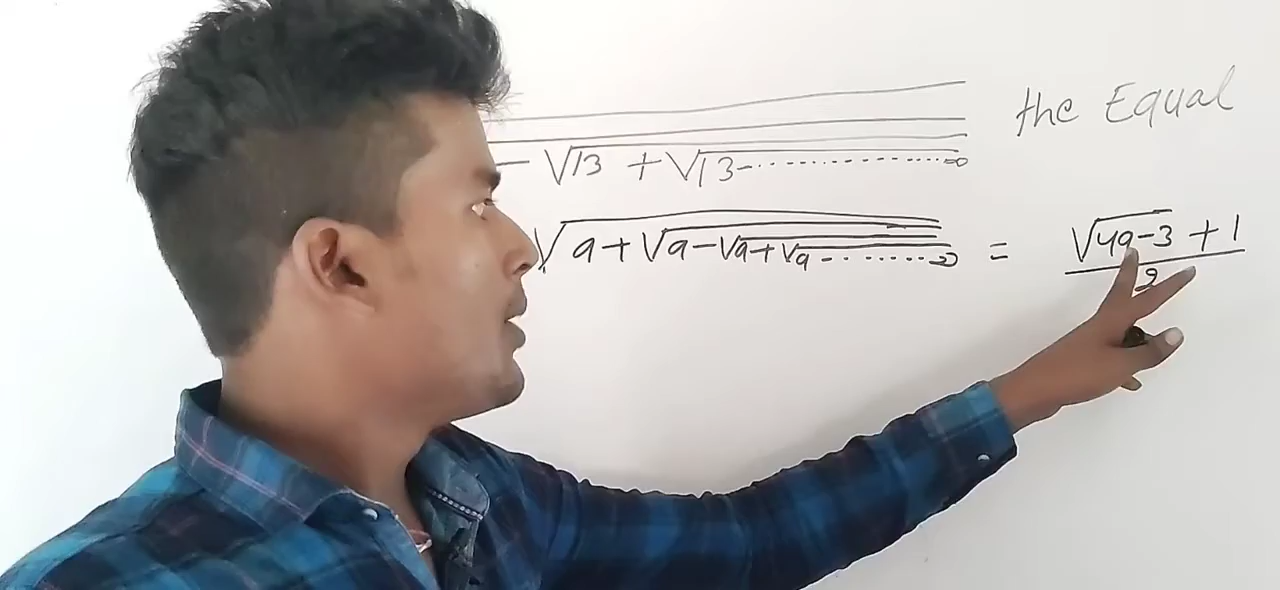 - √13 + √13-............∞ the Equal
√a+√a-√a+√a-.......∞ = √4a-3 + 1
2